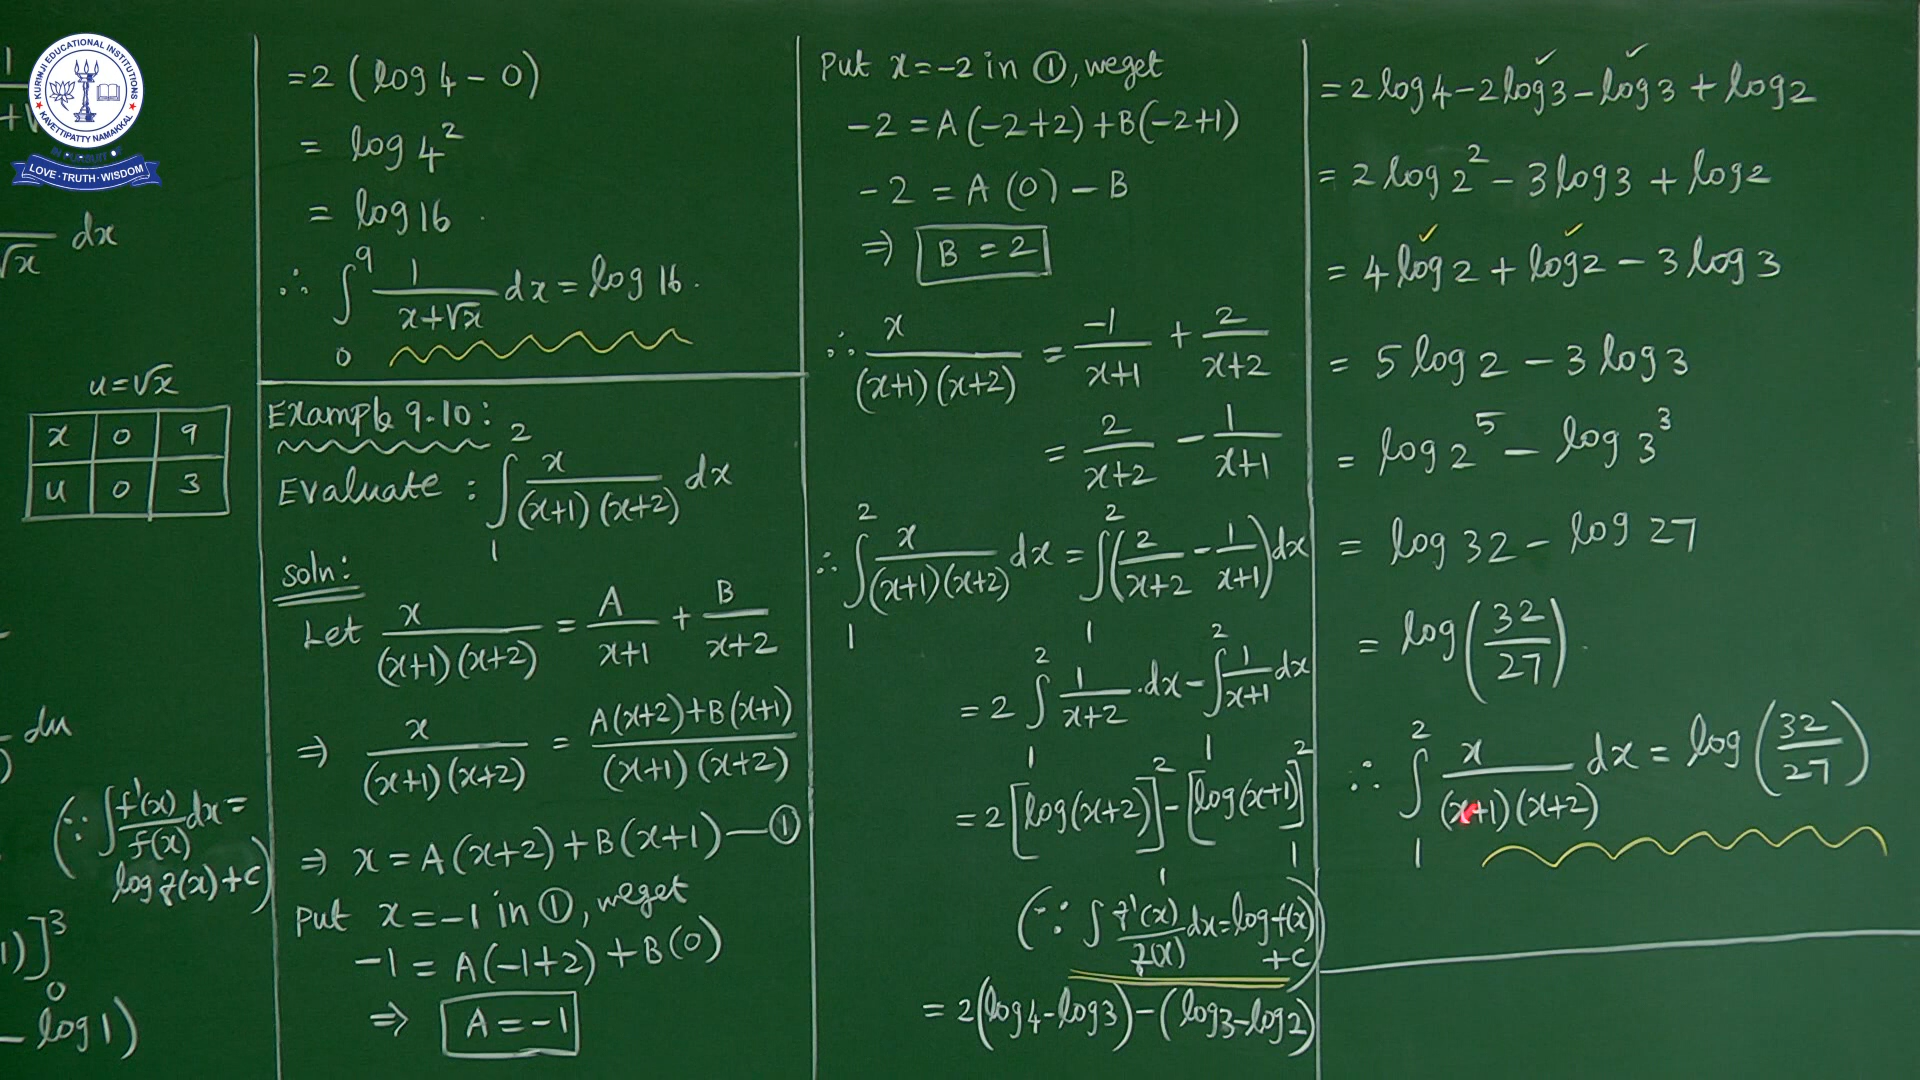 KURINJI EDUCATIONAL INSTITUTIONS
KAVETTIPATTY NAMAKKAL
IN PURSUIT OF
LOVE · TRUTH · WISDOM
1
√x dx
u = √x
x 0 9
u 0 3
du
(∵ ∫ f'(x)/f(x) dx =
log f(x) + c)
1)]₀³
– log 1)
= 2 (log 4 – 0)
= log 4²
= log 16
∴ ∫₀⁹ 1/(x+√x) dx = log 16.
Example 9.10:
Evaluate : ∫₁² x/((x+1)(x+2)) dx
Soln:
Let x/((x+1)(x+2)) = A/(x+1) + B/(x+2)
⇒ x/((x+1)(x+2)) = (A(x+2)+B(x+1))/((x+1)(x+2))
⇒ x = A(x+2) + B(x+1) — ①
Put x = –1 in ①, we get
–1 = A(–1+2) + B(0)
⇒ A = –1
Put x = –2 in ①, we get
–2 = A(–2+2) + B(–2+1)
–2 = A(0) – B
⇒ B = 2
∴ x/((x+1)(x+2)) = –1/(x+1) + 2/(x+2)
= 2/(x+2) – 1/(x+1)
∴ ∫₁² x/((x+1)(x+2)) dx = ∫₁² (2/(x+2) – 1/(x+1)) dx
= 2 ∫₁² 1/(x+2) · dx – ∫₁² 1/(x+1) dx
= 2 [log(x+2)]₁² – [log(x+1)]₁²
(∵ ∫ f'(x)/f(x) dx = log f(x)
+ c)
= 2(log 4 – log 3) – (log 3 – log 2)
= 2 log 4 – 2 log 3 – log 3 + log 2
= 2 log 2² – 3 log 3 + log 2
= 4 log 2 + log 2 – 3 log 3
= 5 log 2 – 3 log 3
= log 2⁵ – log 3³
= log 32 – log 27
= log (32/27).
∴ ∫₁² x/((x+1)(x+2)) dx = log (32/27)